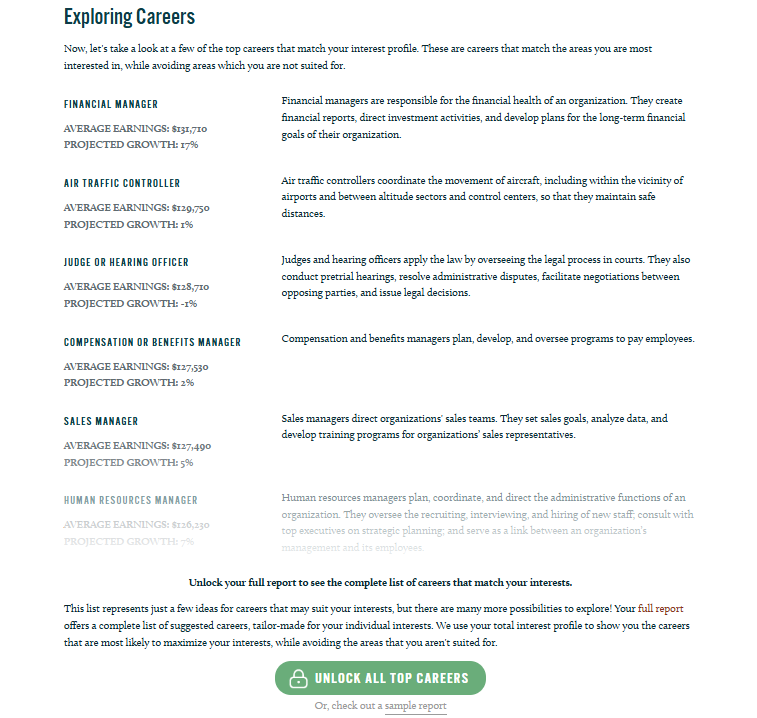 Exploring Careers
Now, let's take a look at a few of the top careers that match your interest profile. These are careers that match the areas you are most
interested in, while avoiding areas which you are not suited for.
FINANCIAL MANAGER
AVERAGE EARNINGS: $131,710
PROJECTED GROWTH: 17%
Financial managers are responsible for the financial health of an organization. They create
financial reports, direct investment activities, and develop plans for the long-term financial
goals of their organization.
AIR TRAFFIC CONTROLLER
AVERAGE EARNINGS: $129,750
PROJECTED GROWTH: 1%
Air traffic controllers coordinate the movement of aircraft, including within the vicinity of
airports and between altitude sectors and control centers, so that they maintain safe
distances.
JUDGE OR HEARING OFFICER
AVERAGE EARNINGS: $128,710
PROJECTED GROWTH: -1%
Judges and hearing officers apply the law by overseeing the legal process in courts. They also
conduct pretrial hearings, resolve administrative disputes, facilitate negotiations between
opposing parties, and issue legal decisions.
COMPENSATION OR BENEFITS MANAGER
AVERAGE EARNINGS: $127,530
PROJECTED GROWTH: 2%
Compensation and benefits managers plan, develop, and oversee programs to pay employees.
SALES MANAGER
AVERAGE EARNINGS: $127,490
PROJECTED GROWTH: 5%
Sales managers direct organizations' sales teams. They set sales goals, analyze data, and
develop training programs for organizations' sales representatives.
HUMAN RESOURCES MANAGER
AVERAGE EARNINGS: $126,230
PROJECTED GROWTH: 7%
Human resources managers plan, coordinate, and direct the administrative functions of an
organization. They oversee the recruiting, interviewing, and hiring of new staff; consult with
top executives on strategic planning; and serve as a link between an organization's
management and its employees.
Unlock your full report to see the complete list of careers that match your interests.
This list represents just a few ideas for careers that may suit your interests, but there are many more possibilities to explore! Your full report
offers a complete list of suggested careers, tailor-made for your individual interests. We use your total interest profile to show you the careers
that are most likely to maximize your interests, while avoiding the areas that you aren't suited for.
UNLOCK ALL TOP CAREERS
Or, check out a sample report